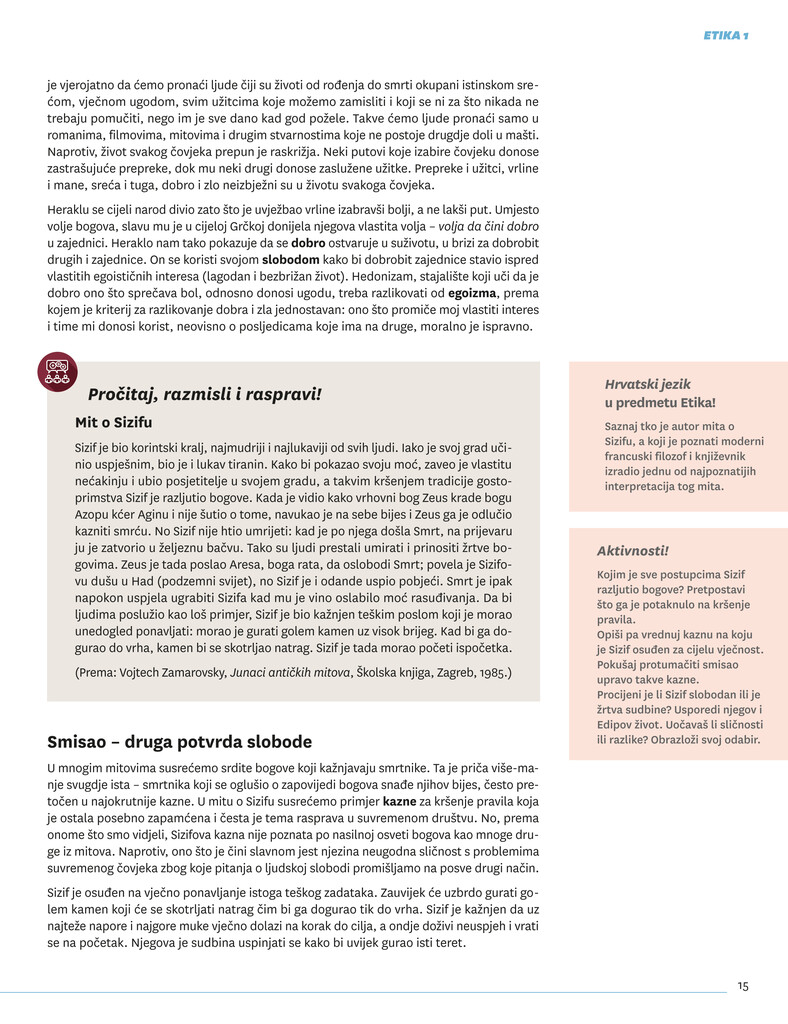 ETIKA 1
je vjerojatno da ćemo pronaći ljude čiji su životi od rođenja do smrti okupani istinskom sre-
ćom, vječnom ugodom, svim užitcima koje možemo zamisliti i koji se ni za što nikada ne
trebaju pomučiti, nego im je sve dano kad god požele. Takve ćemo ljude pronaći samo u
romanima, filmovima, mitovima i drugim stvarnostima koje ne postoje drugdje doli u mašti.
Naprotiv, život svakog čovjeka prepun je raskrižja. Neki putovi koje izabire čovjeku donose
zastrašujuće prepreke, dok mu neki drugi donose zaslužene užitke. Prepreke i užitci, vrline
i mane, sreća i tuga, dobro i zlo neizbježni su u životu svakoga čovjeka.
Heraklu se cijeli narod divio zato što je uvježbao vrline izabravši bolji, a ne lakši put. Umjesto
volje bogova, slavu mu je u cijeloj Grčkoj donijela njegova vlastita volja – volja da čini dobro
u zajednici. Heraklo nam tako pokazuje da se dobro ostvaruje u suživotu, u brizi za dobrobit
drugih i zajednice. On se koristi svojom slobodom kako bi dobrobit zajednice stavio ispred
vlastitih egoističnih interesa (lagodan i bezbrižan život). Hedonizam, stajalište koji uči da je
dobro ono što sprečava bol, odnosno donosi ugodu, treba razlikovati od egoizma, prema
kojem je kriterij za razlikovanje dobra i zla jednostavan: ono što promiče moj vlastiti interes
i time mi donosi korist, neovisno o posljedicama koje ima na druge, moralno je ispravno.
Pročitaj, razmisli i raspravi!
Mit o Sizifu
Sizif je bio korintski kralj, najmudriji i najlukaviji od svih ljudi. Iako je svoj grad uči-
nio uspješnim, bio je i lukav tiranin. Kako bi pokazao svoju moć, zaveo je vlastitu
nećakinju i ubio posjetitelje u svojem gradu, a takvim kršenjem tradicije gosto-
primstva Sizif je razljutio bogove. Kada je vidio kako vrhovni bog Zeus krade bogu
Azopu kćer Aginu i nije šutio o tome, navukao je na sebe bijes i Zeus ga je odlučio
kazniti smrću. No Sizif nije htio umrijeti: kad je po njega došla Smrt, na prijevaru
ju je zatvorio u željeznu bačvu. Tako su ljudi prestali umirati i prinositi žrtve bo-
govima. Zeus je tada poslao Aresa, boga rata, da oslobodi Smrt; povela je Sizifo-
vu dušu u Had (podzemni svijet), no Sizif je i odande uspio pobjeći. Smrt je ipak
napokon uspjela ugrabiti Sizifa kad mu je vino oslabilo moć rasuđivanja. Da bi
ljudima poslužio kao loš primjer, Sizif je bio kažnjen teškim poslom koji je morao
unedogled ponavljati: morao je gurati golem kamen uz visok brijeg. Kad bi ga do-
gurao do vrha, kamen bi se skotrljao natrag. Sizif je tada morao početi ispočetka.
(Prema: Vojtech Zamarovsky, Junaci antičkih mitova, Školska knjiga, Zagreb, 1985.)
Hrvatski jezik
u predmetu Etika!
Saznaj tko je autor mita o
Sizifu, a koji je poznati moderni
francuski filozof i književnik
izradio jednu od najpoznatijih
interpretacija tog mita.
Aktivnosti!
Kojim je sve postupcima Sizif
razljutio bogove? Pretpostavi
što ga je potaknulo na kršenje
pravila.
Opiši pa vrednuj kaznu na koju
je Sizif osuđen za cijelu vječnost.
Pokušaj protumačiti smisao
upravo takve kazne.
Procijeni je li Sizif slobodan ili je
žrtva sudbine? Usporedi njegov i
Edipov život. Uočavaš li sličnosti
ili razlike? Obrazloži svoj odabir.
Smisao – druga potvrda slobode
U mnogim mitovima susrećemo srdite bogove koji kažnjavaju smrtnike. Ta je priča više-ma-
nje svugdje ista – smrtnika koji se oglušio o zapovijedi bogova snađe njihov bijes, često pre-
točen u najokrutnije kazne. U mitu o Sizifu susrećemo primjer kazne za kršenje pravila koja
je ostala posebno zapamćena i česta je tema rasprava u suvremenom društvu. No, prema
onome što smo vidjeli, Sizifova kazna nije poznata po nasilnoj osveti bogova kao mnoge dru-
ge iz mitova. Naprotiv, ono što je čini slavnom jest njezina neugodna sličnost s problemima
suvremenog čovjeka zbog koje pitanja o ljudskoj slobodi promišljamo na posve drugi način.
Sizif je osuđen na vječno ponavljanje istoga teškog zadataka. Zauvijek će uzbrdo gurati go-
lem kamen koji će se skotrljati natrag čim bi ga dogurao tik do vrha. Sizif je kažnjen da uz
najteže napore i najgore muke vječno dolazi na korak do cilja, a ondje doživi neuspjeh i vrati
se na početak. Njegova je sudbina uspinjati se kako bi uvijek gurao isti teret.
15